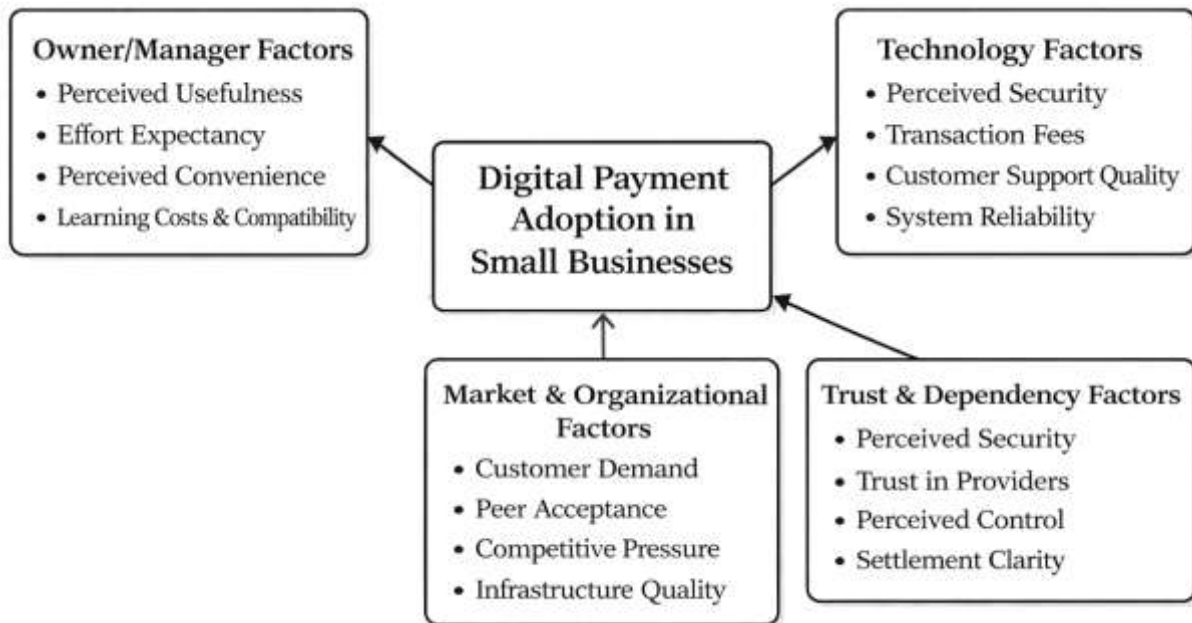 Owner/Manager Factors
• Perceived Usefulness
• Effort Expectancy
• Perceived Convenience
• Learning Costs & Compatibility
Technology Factors
• Perceived Security
• Transaction Fees
• Customer Support Quality
• System Reliability
Digital Payment
Adoption in
Small Businesses
Market & Organizational
Factors
• Customer Demand
• Peer Acceptance
• Competitive Pressure
• Infrastructure Quality
Trust & Dependency Factors
• Perceived Security
• Trust in Providers
• Perceived Control
• Settlement Clarity